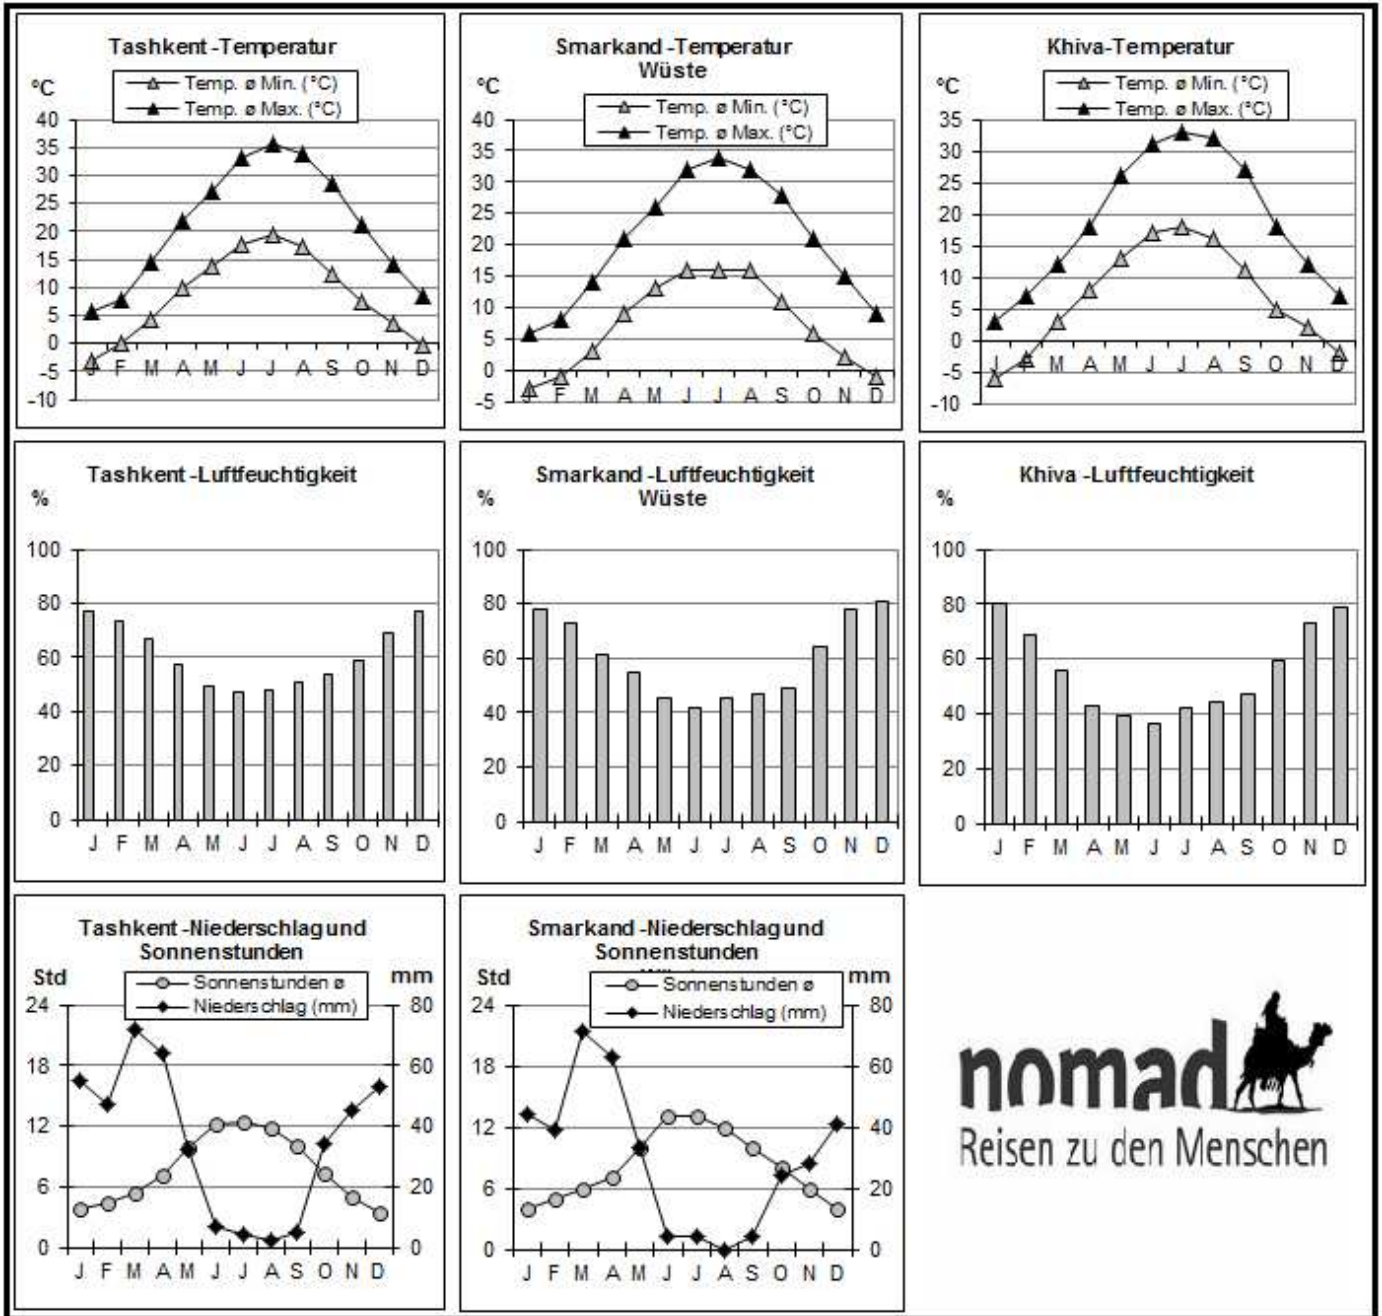 Tashkent -Temperatur
°C
Temp. ø Min. (°C)
Temp. ø Max. (°C)
40
35
30
25
20
15
10
5
0
-5
-10
J F M A M J J A S O N D
Smarkand -Temperatur
Wüste
°C
Temp. ø Min. (°C)
Temp. ø Max. (°C)
40
35
30
25
20
15
10
5
0
-5
J F M A M J J A S O N D
Khiva-Temperatur
°C
Temp. ø Min. (°C)
Temp. ø Max. (°C)
35
30
25
20
15
10
5
0
-5
-10
J F M A M J J A S O N D
Tashkent -Luftfeuchtigkeit
%
100
80
60
40
20
0
J F M A M J J A S O N D
Smarkand -Luftfeuchtigkeit
Wüste
%
100
80
60
40
20
0
J F M A M J J A S O N D
Khiva -Luftfeuchtigkeit
%
100
80
60
40
20
0
J F M A M J J A S O N D
Tashkent -Niederschlag und
Sonnenstunden
Std
mm
Sonnenstunden ø
Niederschlag (mm)
24
18
12
6
0
80
60
40
20
0
J F M A M J J A S O N D
Smarkand -Niederschlag und
Sonnenstunden
Std
mm
Sonnenstunden ø
Niederschlag (mm)
24
18
12
6
0
80
60
40
20
0
J F M A M J J A S O N D
nomad
Reisen zu den Menschen